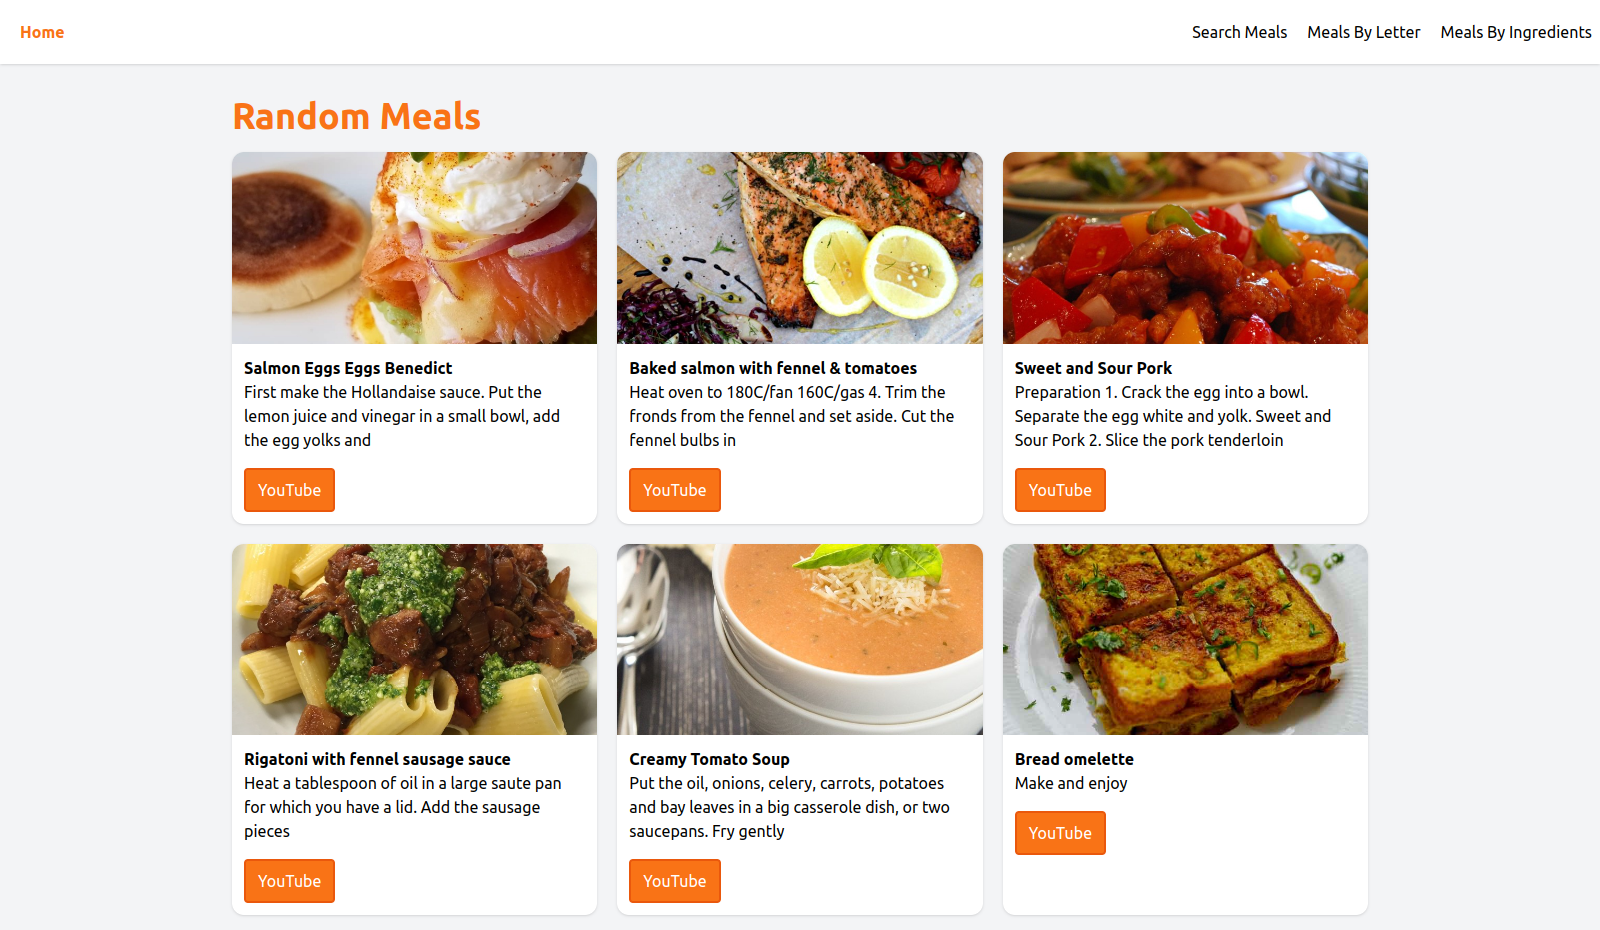 Home
Search Meals
Meals By Letter
Meals By Ingredients
Random Meals
Salmon Eggs Eggs Benedict
First make the Hollandaise sauce. Put the
lemon juice and vinegar in a small bowl, add
the egg yolks and
YouTube
Baked salmon with fennel & tomatoes
Heat oven to 180C/fan 160C/gas 4. Trim the
fronds from the fennel and set aside. Cut the
fennel bulbs in
YouTube
Sweet and Sour Pork
Preparation 1. Crack the egg into a bowl.
Separate the egg white and yolk. Sweet and
Sour Pork 2. Slice the pork tenderloin
YouTube
Rigatoni with fennel sausage sauce
Heat a tablespoon of oil in a large saute pan
for which you have a lid. Add the sausage
pieces
YouTube
Creamy Tomato Soup
Put the oil, onions, celery, carrots, potatoes
and bay leaves in a big casserole dish, or two
saucepans. Fry gently
YouTube
Bread omelette
Make and enjoy
YouTube